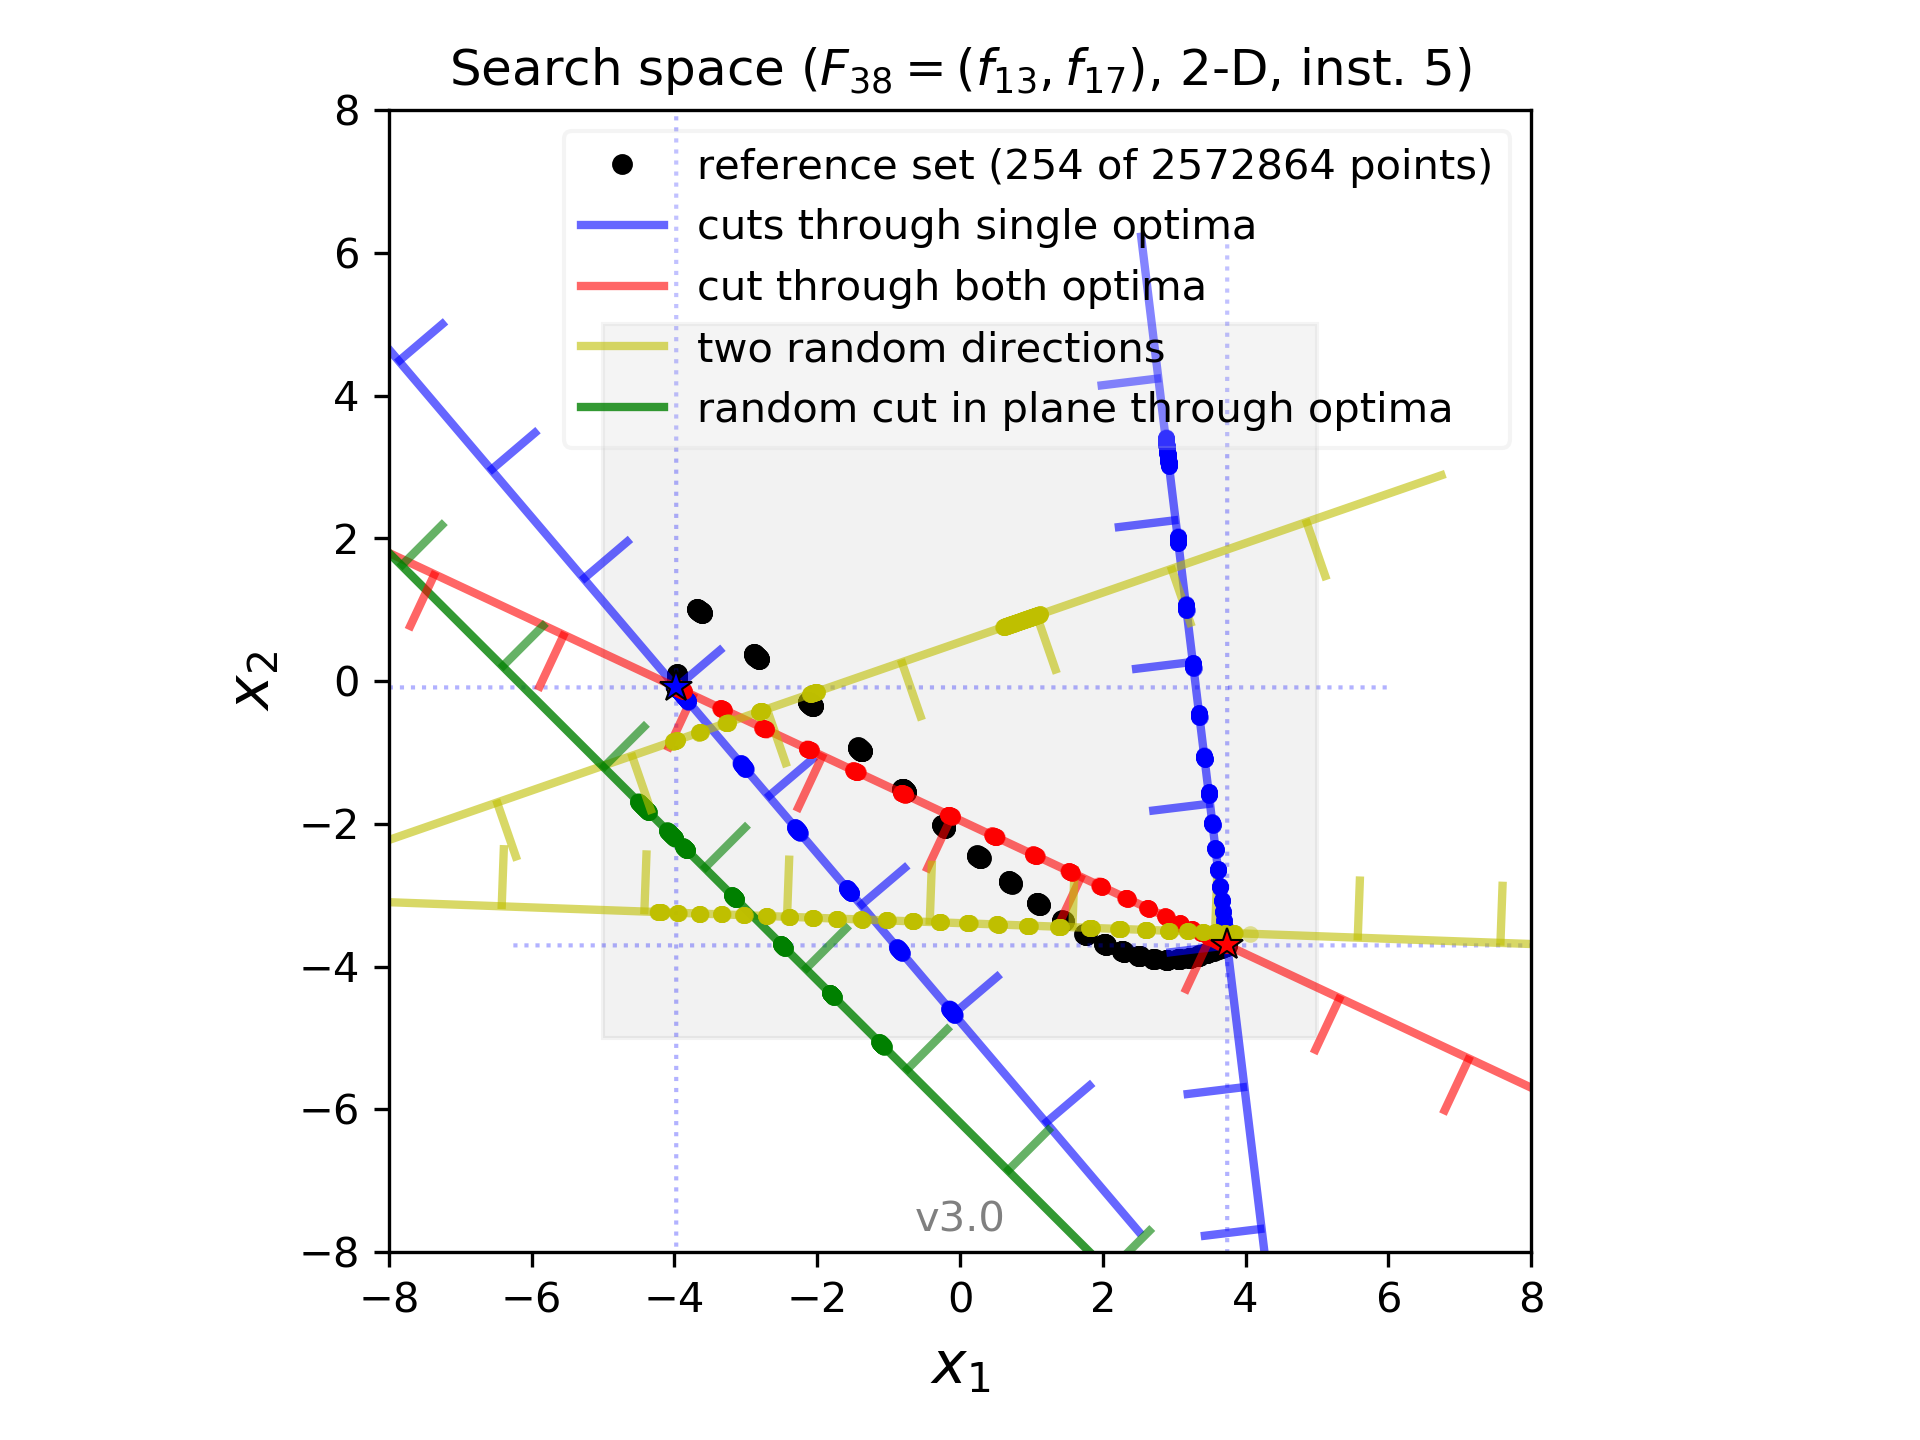 Search space (F38 = (f13, f17), 2-D, inst. 5)
8
6
4
2
0
−2
−4
−6
−8
x2
reference set (254 of 2572864 points)
cuts through single optima
cut through both optima
two random directions
random cut in plane through optima
v3.0
−8 −6 −4 −2 0 2 4 6 8
x1